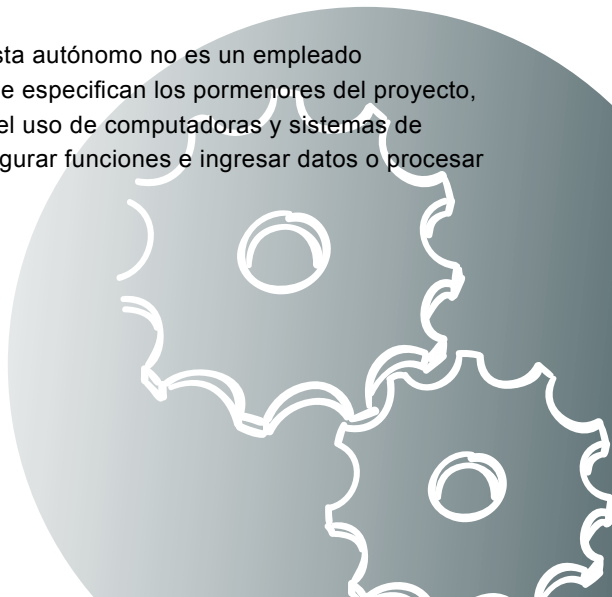 sta autónomo no es un empleado
e especifican los pormenores del proyecto,
el uso de computadoras y sistemas de
gurar funciones e ingresar datos o procesar